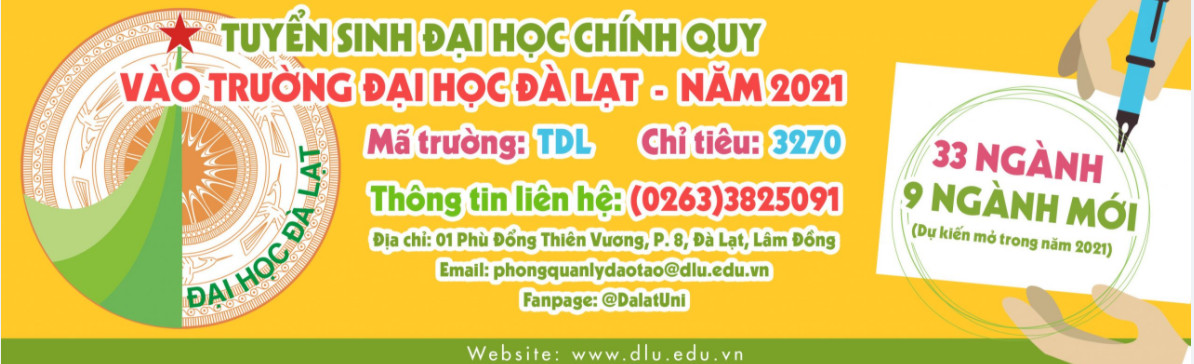 TUYỂN SINH ĐẠI HỌC CHÍNH QUY
VÀO TRƯỜNG ĐẠI HỌC ĐÀ LẠT - NĂM 2021
Mã trường: TDL Chỉ tiêu: 3270
Thông tin liên hệ: (0263)3825091
Địa chỉ: 01 Phù Đổng Thiên Vương, P. 8, Đà Lạt, Lâm Đồng
Email: phongquanlydaotao@dlu.edu.vn
Fanpage: @DalatUni
ĐẠI HỌC ĐÀ LẠT
33 NGÀNH
9 NGÀNH MỚI
(Dự kiến mở trong năm 2021)
Website: www.dlu.edu.vn